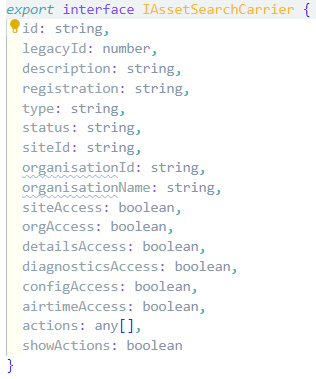 export interface IAssetSearchCarrier {
id: string,
legacyId: number,
description: string,
registration: string,
type: string,
status: string,
siteId: string,
organisationId: string,
organisationName: string,
siteAccess: boolean,
orgAccess: boolean,
detailsAccess: boolean,
diagnosticsAccess: boolean,
configAccess: boolean,
airtimeAccess: boolean,
actions: any[],
showActions: boolean
}